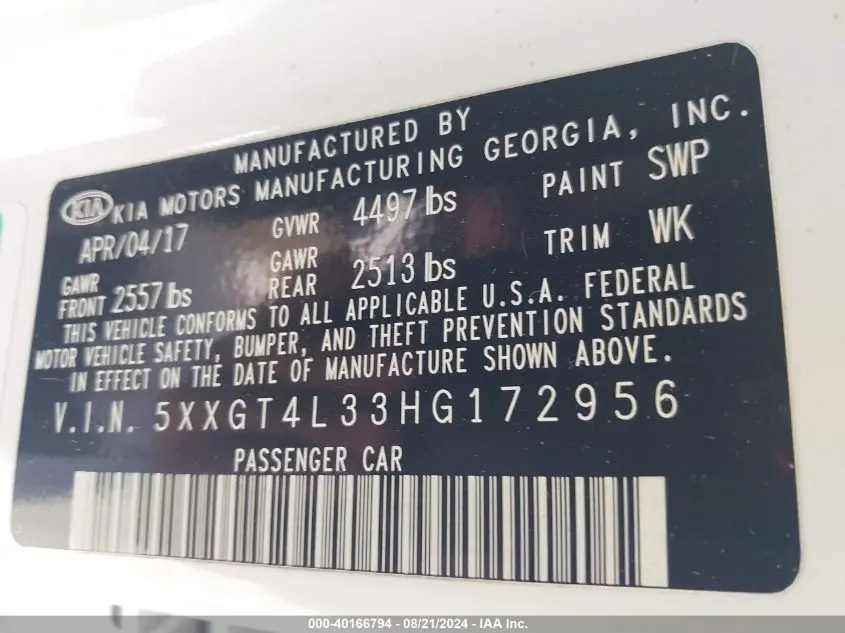 MANUFACTURED BY
KIA KIA MOTORS MANUFACTURING GEORGIA, INC.
APR/04/17 GVWR 4497 lbs PAINT SWP
GAWR FRONT 2557 lbs GAWR REAR 2513 lbs TRIM WK
THIS VEHICLE CONFORMS TO ALL APPLICABLE U.S.A. FEDERAL
MOTOR VEHICLE SAFETY, BUMPER, AND THEFT PREVENTION STANDARDS
IN EFFECT ON THE DATE OF MANUFACTURE SHOWN ABOVE.
V.I.N. 5XXGT4L33HG172956
PASSENGER CAR
000-40166794 - 08/21/2024 - IAA Inc.